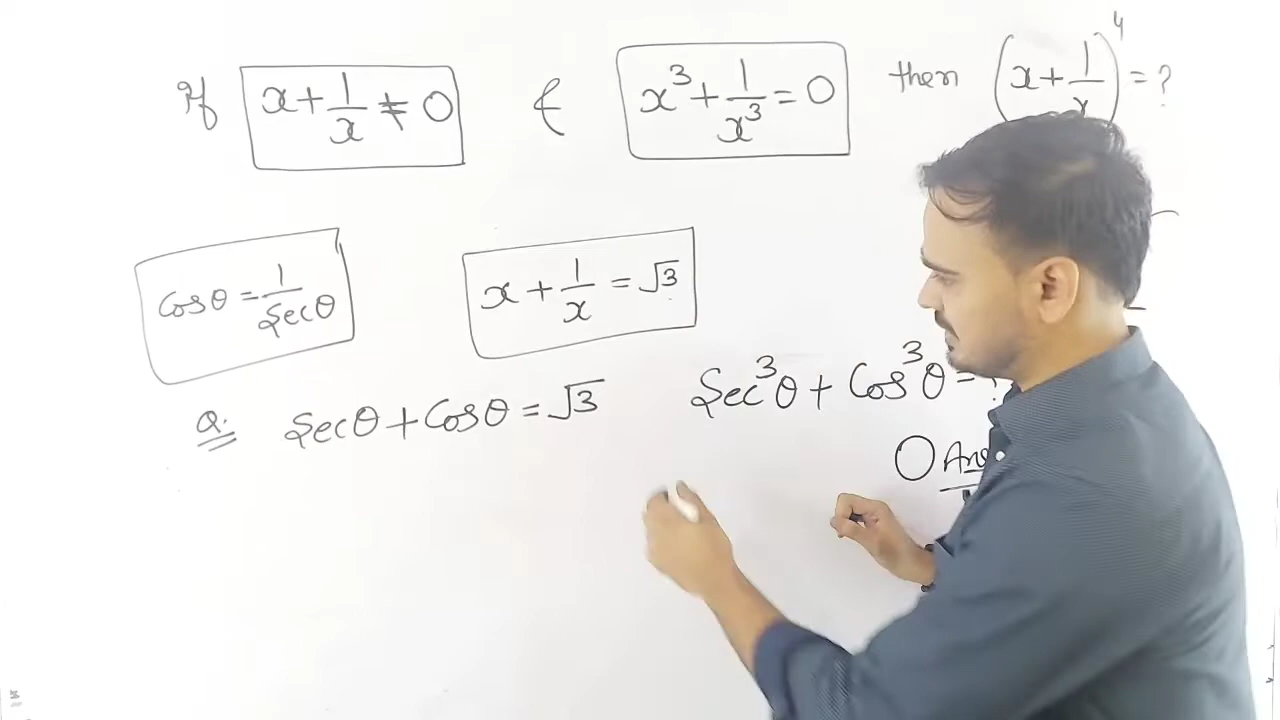 If x + 1/x ≠ 0 & x³ + 1/x³ = 0 then (x + 1/x)⁴ = ?
Cosθ = 1/Secθ
x + 1/x = √3
Q. Secθ + Cosθ = √3 Sec³θ + Cos³θ = ?
0 Ans